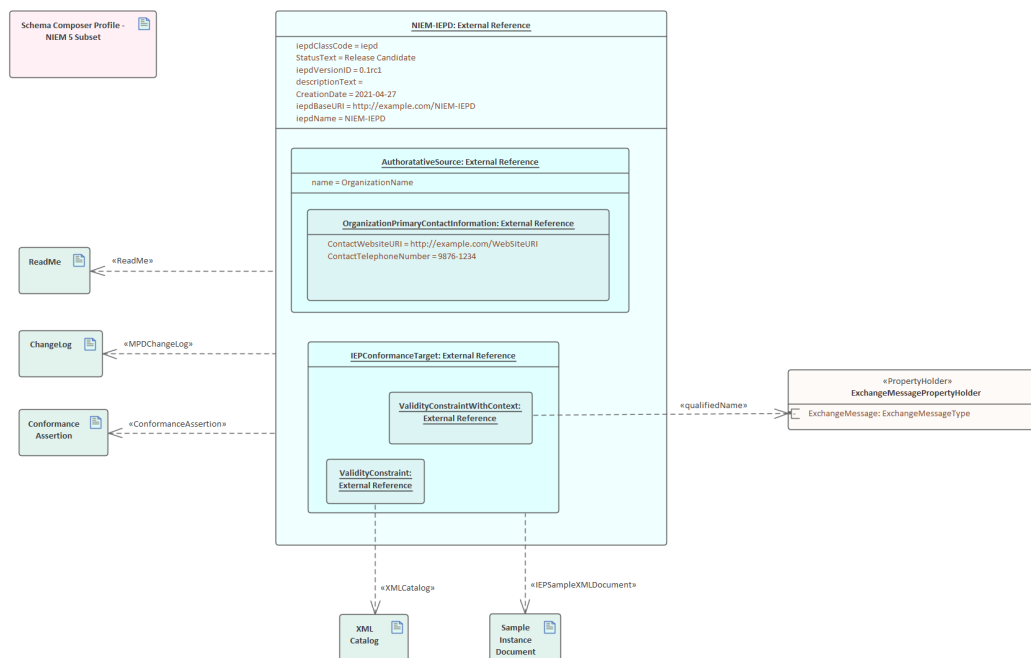 Schema Composer Profile -
NIEM 5 Subset
NIEM-IEPD: External Reference
iepdClassCode = iepd
StatusText = Release Candidate
iepdVersionID = 0.1rc1
descriptionText =
CreationDate = 2021-04-27
iepdBaseURI = http://example.com/NIEM-IEPD
iepdName = NIEM-IEPD
AuthoratativeSource: External Reference
name = OrganizationName
OrganizationPrimaryContactInformation: External Reference
ContactWebsiteURI = http://example.com/WebSiteURI
ContactTelephoneNumber = 9876-1234
ReadMe
«ReadMe»
ChangeLog
«MPDChangeLog»
Conformance
Assertion
«ConformanceAssertion»
IEPConformanceTarget: External Reference
ValidityConstraintWithContext:
External Reference
ValidityConstraint:
External Reference
«qualifiedName»
«PropertyHolder»
ExchangeMessagePropertyHolder
ExchangeMessage: ExchangeMessageType
«XMLCatalog»
«IEPSampleXMLDocument»
XML
Catalog
Sample
Instance
Document